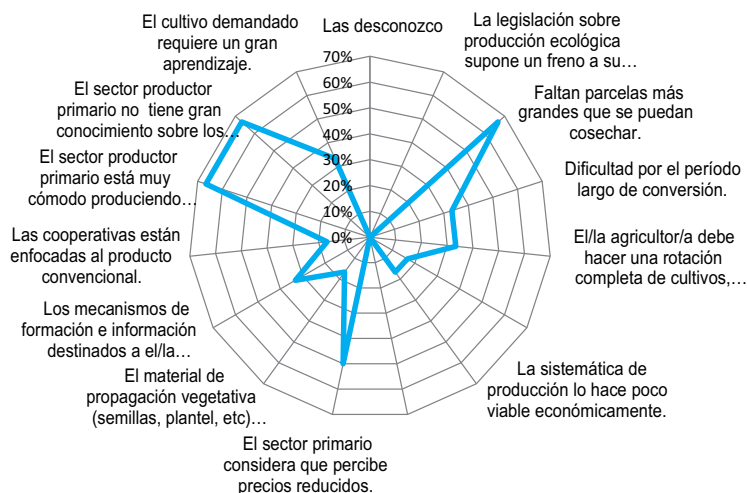 Las desconozco
La legislación sobre
producción ecológica
supone un freno a su…
Faltan parcelas más
grandes que se puedan
cosechar.
Dificultad por el período
largo de conversión.
El/la agricultor/a debe
hacer una rotación
completa de cultivos,…
La sistemática de
producción lo hace poco
viable económicamente.
El sector primario
considera que percibe
precios reducidos.
El material de
propagación vegetativa
(semillas, plantel, etc)…
Los mecanismos de
formación e información
destinados a el/la…
Las cooperativas están
enfocadas al producto
convencional.
El sector productor
primario está muy
cómodo produciendo…
El sector productor
primario no tiene gran
conocimiento sobre los…
El cultivo demandado
requiere un gran
aprendizaje.
70%
60%
50%
40%
30%
20%
10%
0%